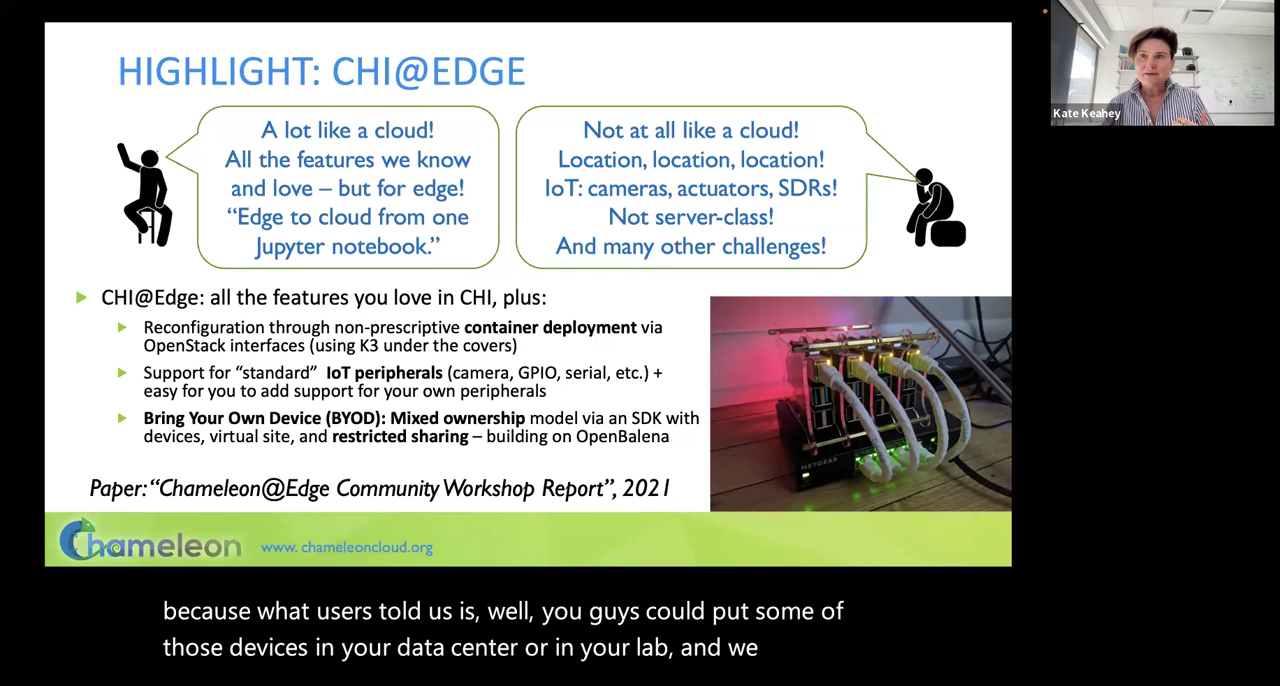 HIGHLIGHT: CHI@EDGE
A lot like a cloud!
All the features we know
and love – but for edge!
“Edge to cloud from one
Jupyter notebook.”
Not at all like a cloud!
Location, location, location!
IoT: cameras, actuators, SDRs!
Not server-class!
And many other challenges!
CHI@Edge: all the features you love in CHI, plus:
Reconfiguration through non-prescriptive container deployment via
OpenStack interfaces (using K3 under the covers)
Support for “standard” IoT peripherals (camera, GPIO, serial, etc.) +
easy for you to add support for your own peripherals
Bring Your Own Device (BYOD): Mixed ownership model via an SDK with
devices, virtual site, and restricted sharing – building on OpenBalena
NETGEAR
Paper: “Chameleon@Edge Community Workshop Report”, 2021
Chameleon
www. chameleoncloud.org
Kate Keahey
because what users told us is, well, you guys could put some of
those devices in your data center or in your lab, and we